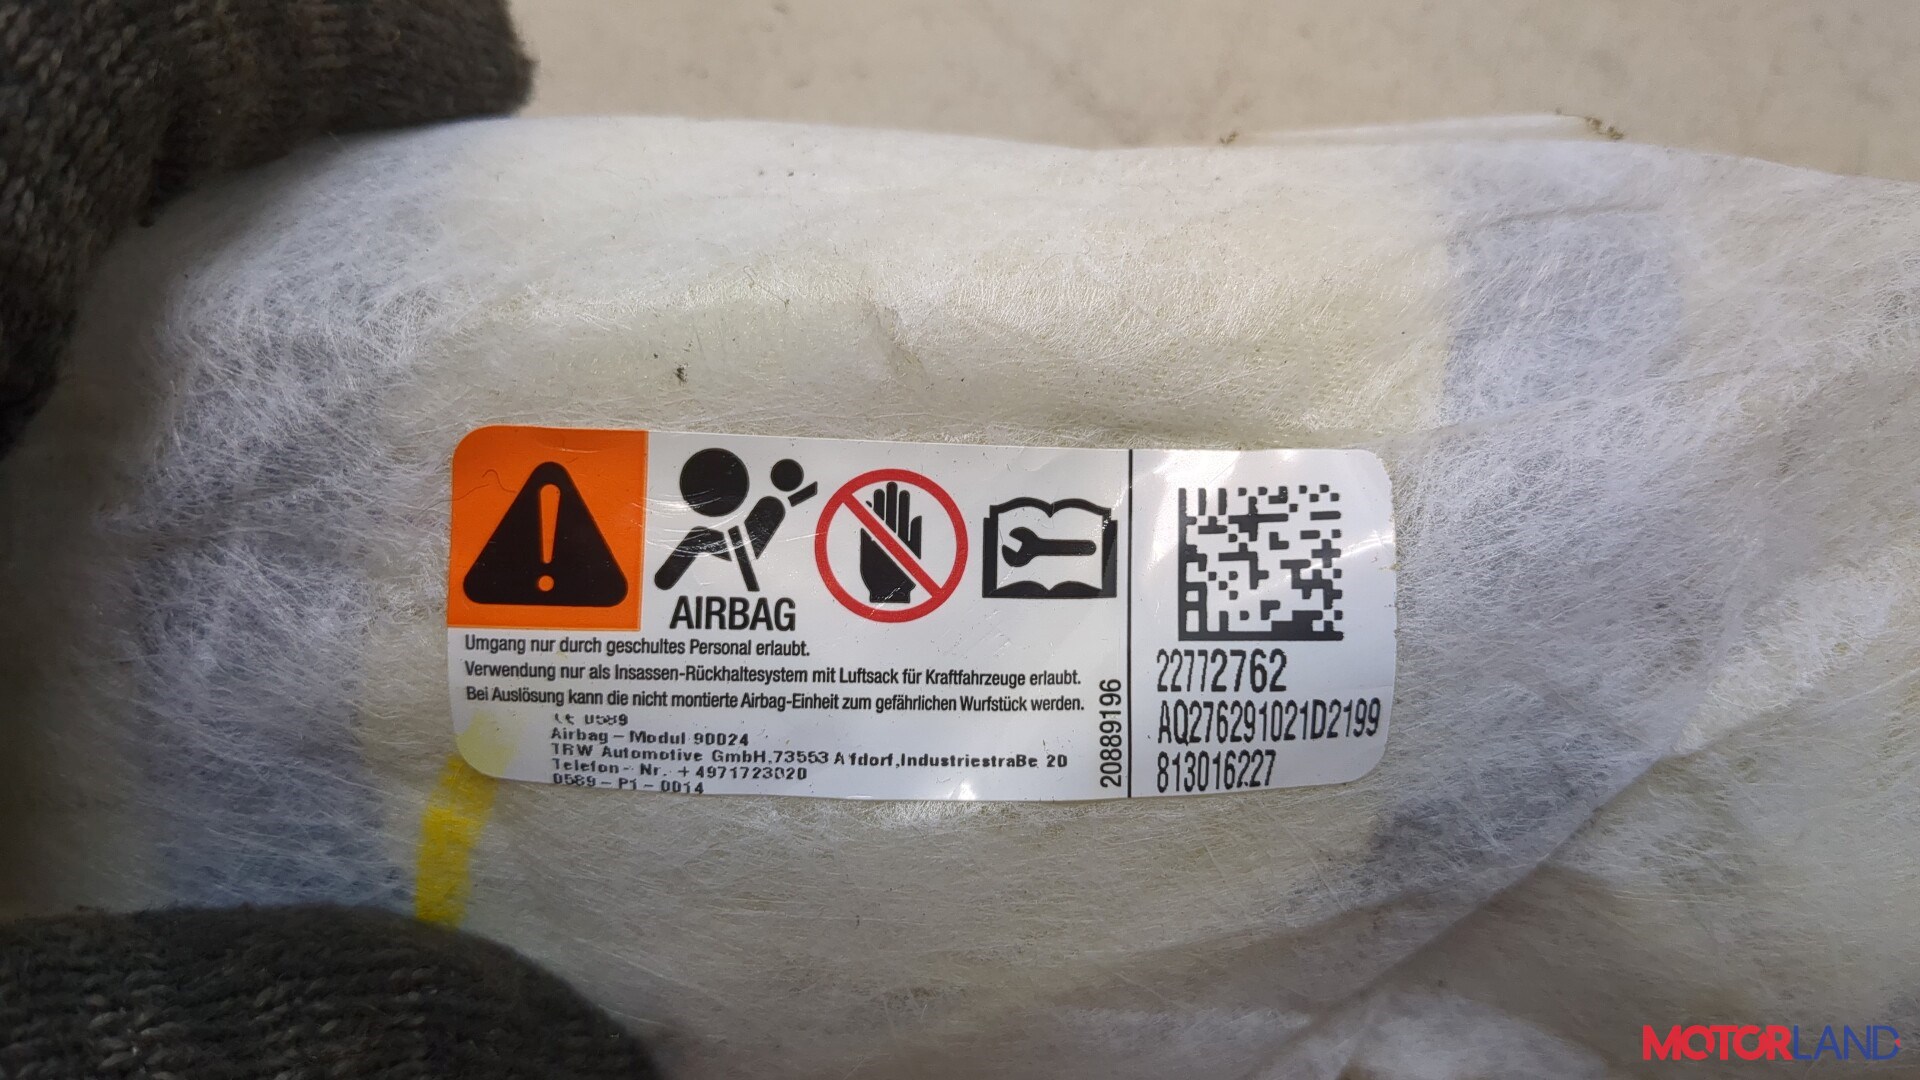 AIRBAG
Umgang nur durch geschultes Personal erlaubt.
Verwendung nur als Insassen-Rückhaltesystem mit Luftsack für Kraftfahrzeuge erlaubt.
Bei Auslösung kann die nicht montierte Airbag-Einheit zum gefährlichen Wurfstück werden.
0589
Airbag - Modul 90024
TRW Automotive GmbH,73553 Alfdorf,Industriestraße 20
Telefon - Nr. +4971723020
0589 - P1 - 0014
20889196
22772762
AQ276291021D2199
813016227
MOTORLAND